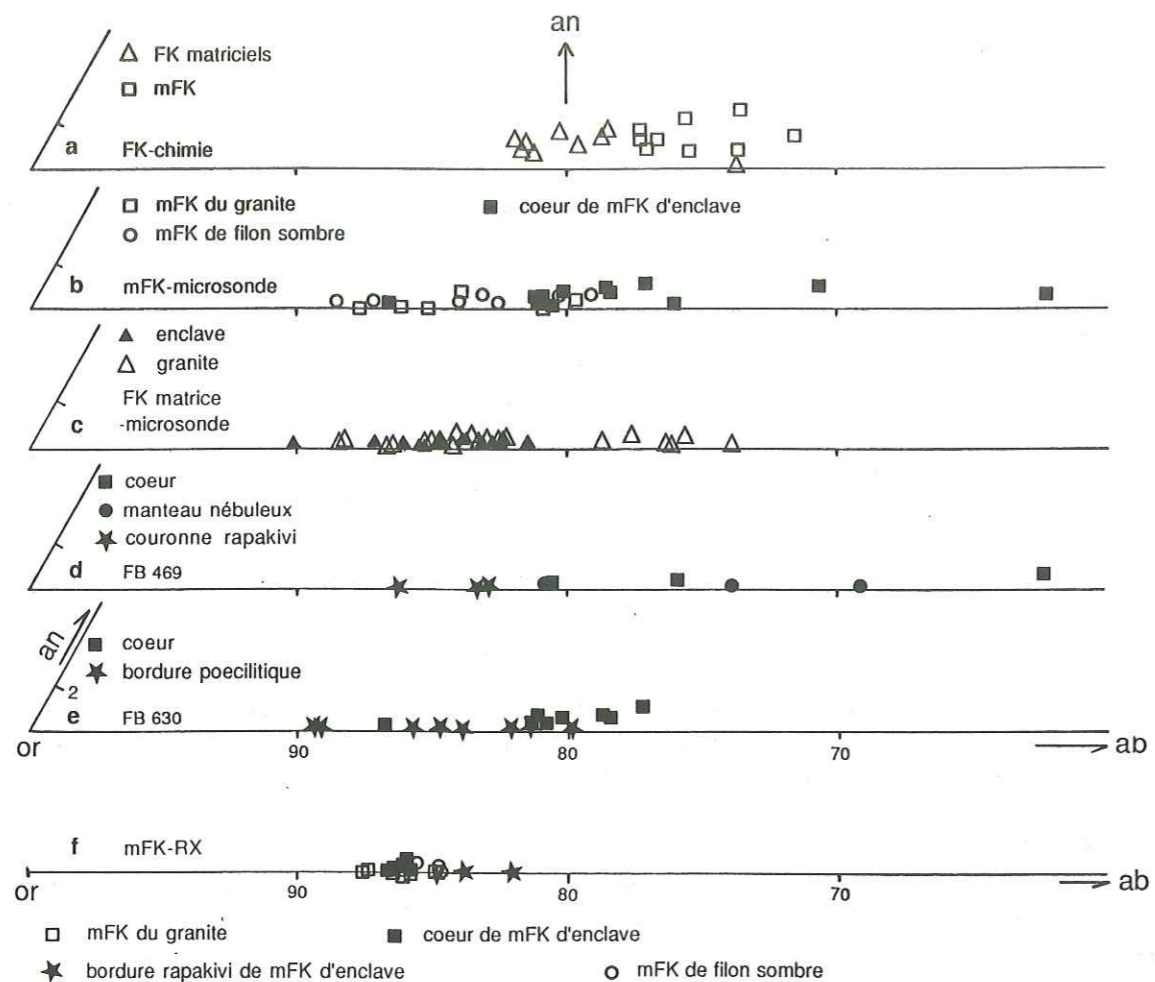 an
FK matriciels
mFK
a FK-chimie
mFK du granite
coeur de mFK d'enclave
mFK de filon sombre
b mFK-microsonde
enclave
granite
FK matrice
-microsonde
c
coeur
manteau nébuleux
couronne rapakivi
d FB 469
an
coeur
bordure poecilitique
2
e FB 630
or 90 80 70 ab
f mFK-RX
or 90 80 70 ab
mFK du granite
coeur de mFK d'enclave
bordure rapakivi de mFK d'enclave
mFK de filon sombre